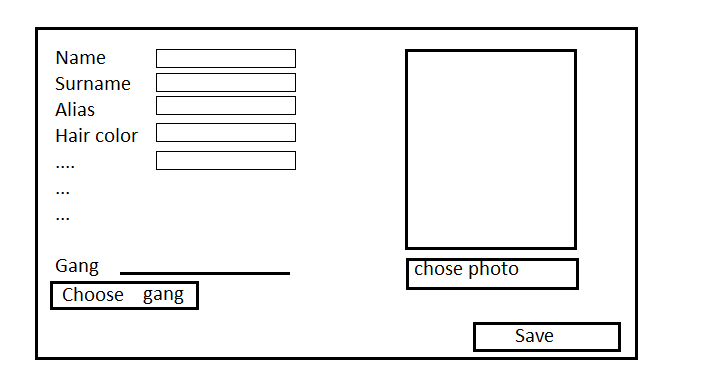 Name
Surname
Alias
Hair color
....
...
...
Gang
Choose gang
chose photo
Save